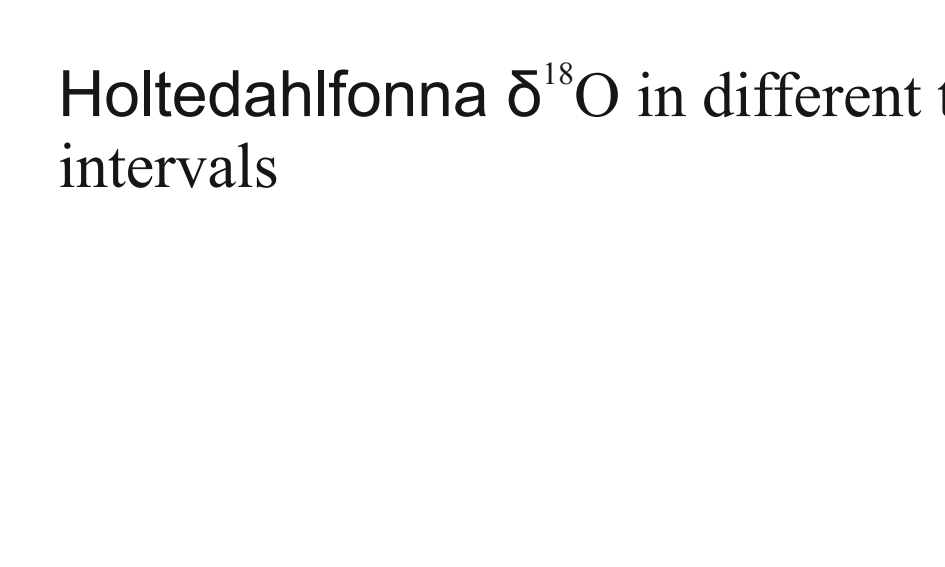 Holtedahlfonna δ¹⁸O in different
intervals